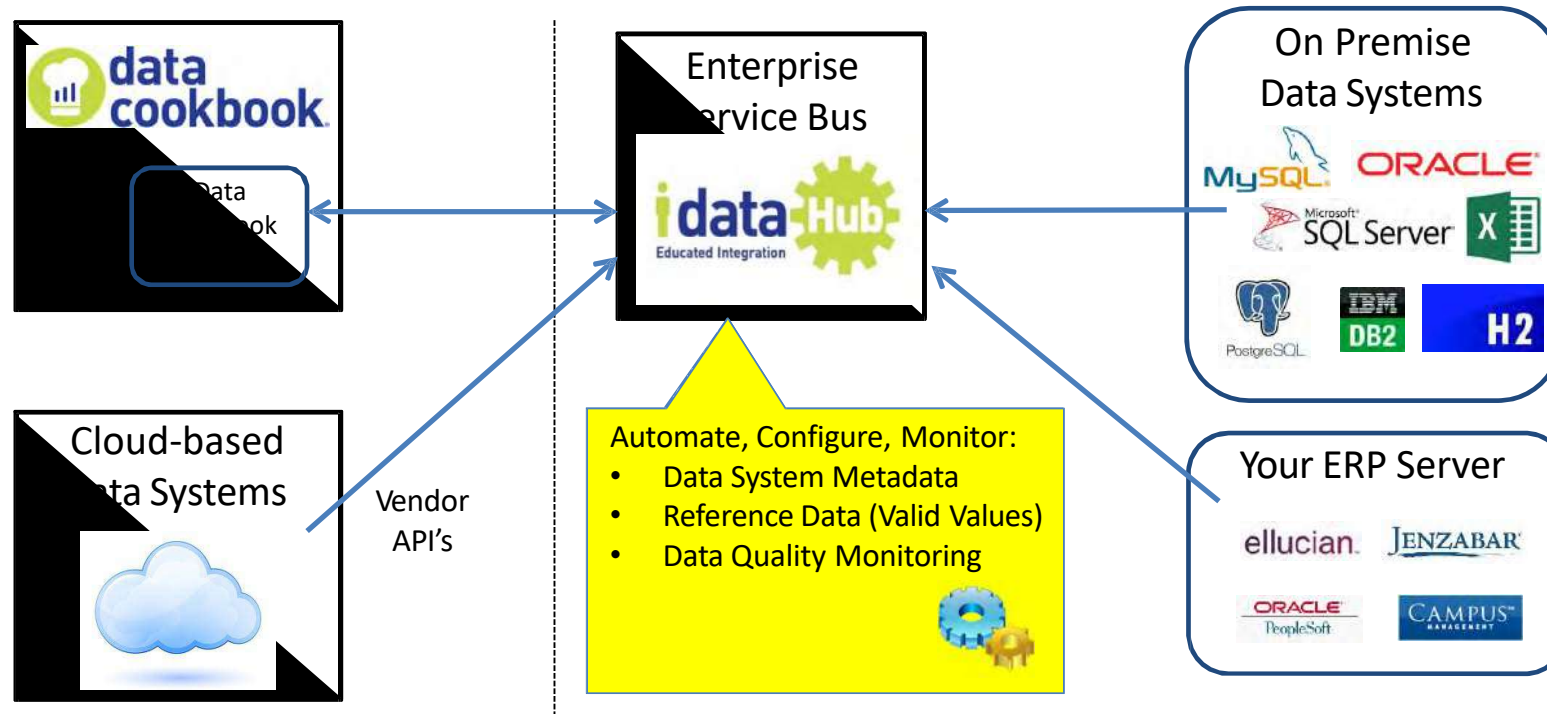 data
cookbook
Data
ook
Enterprise
ervice Bus
idata Hub
Educated Integration
On Premise
Data Systems
MySQL
ORACLE
Microsoft
SQL Server
X
PostgreSQL
IBM
DB2
H2
Cloud-based
ta Systems
Vendor
API’s
Automate, Configure, Monitor:
• Data System Metadata
• Reference Data (Valid Values)
• Data Quality Monitoring
Your ERP Server
ellucian.
JENZABAR
ORACLE
PeopleSoft
CAMPUS
MANAGEMENT